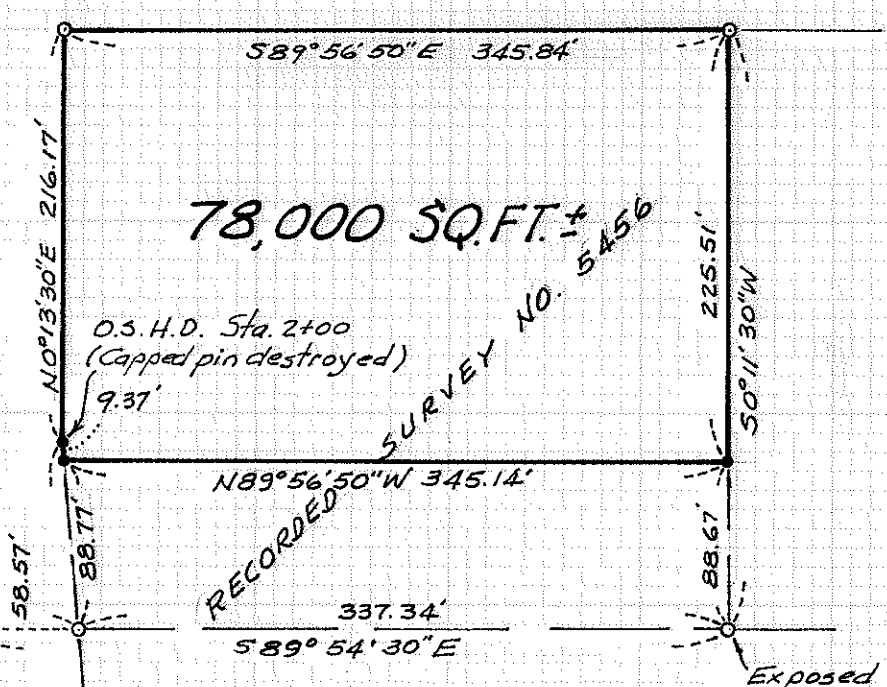 S89°56'50"E 345.84'
N0°13'30"E 216.17'
78,000 SQ.FT.±
225.51'
S0°11'30"W
O.S.H.D. Sta. 2+00
(Capped pin destroyed)
9.37'
RECORDED SURVEY NO. 5456
N89°56'50"W 345.14'
58.57'
88.77'
88.67'
337.34'
S89°54'30"E
Exposed